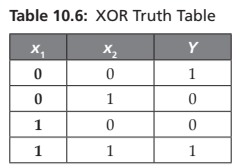 Table 10.6: XOR Truth Table
x₁ x₂ Y
0 0 1
0 1 0
1 0 0
1 1 1